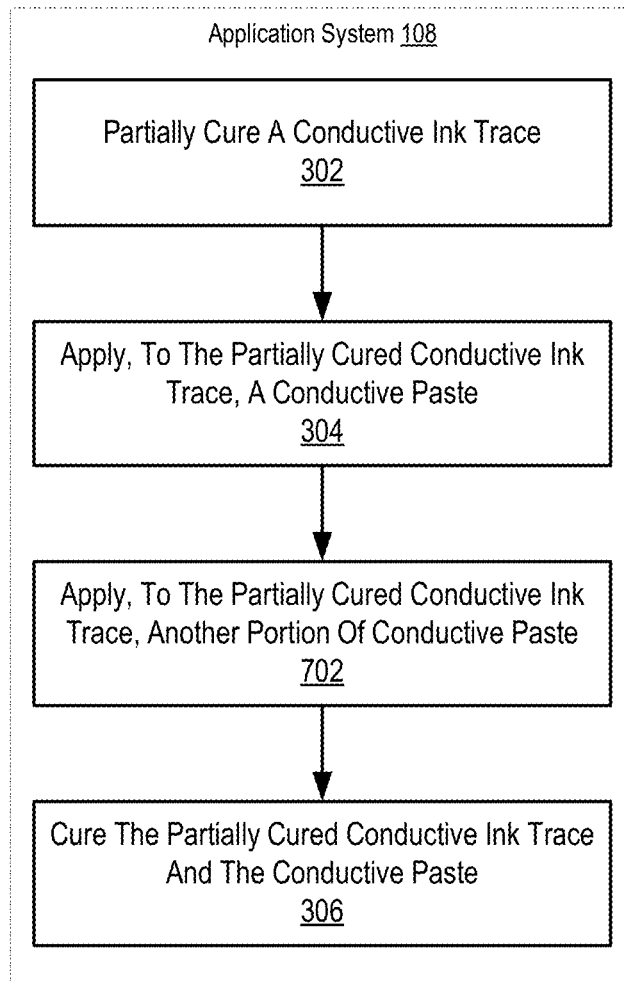 Application System 108
Partially Cure A Conductive Ink Trace
302
Apply, To The Partially Cured Conductive Ink
Trace, A Conductive Paste
304
Apply, To The Partially Cured Conductive Ink
Trace, Another Portion Of Conductive Paste
702
Cure The Partially Cured Conductive Ink Trace
And The Conductive Paste
306